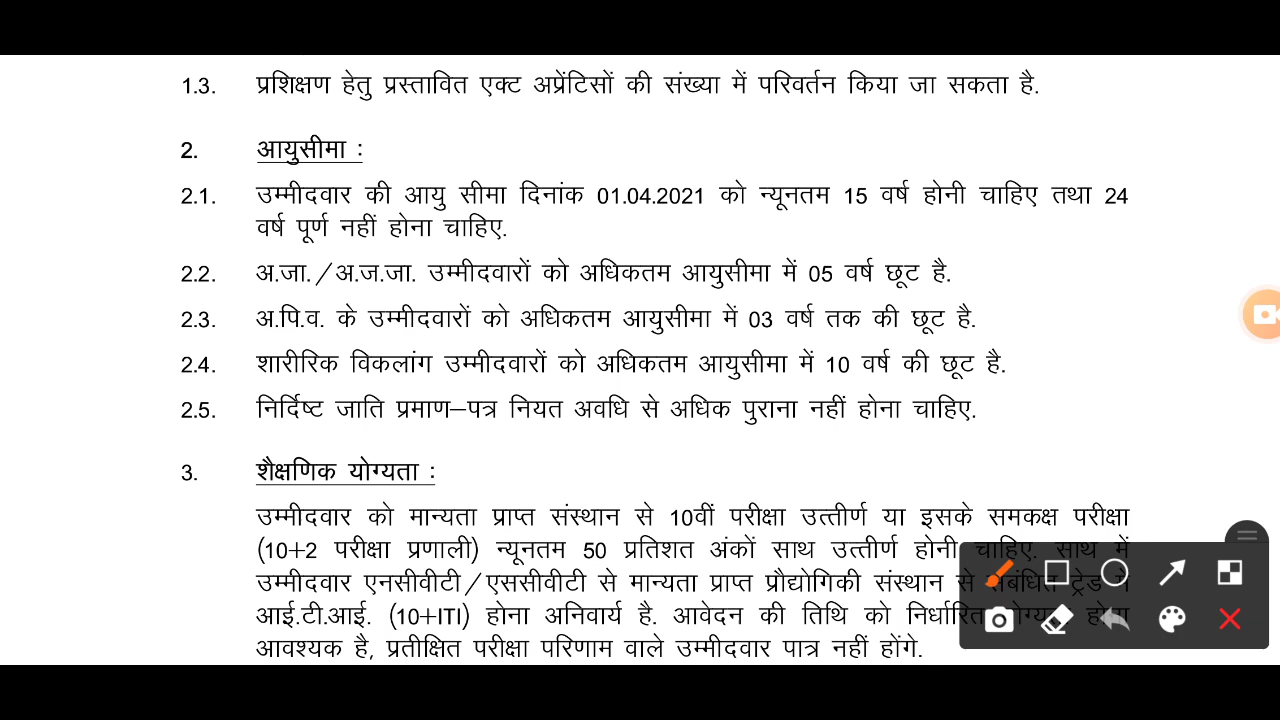 1.3. प्रशिक्षण हेतु प्रस्तावित एक्ट अप्रेंटिसों की संख्या में परिवर्तन किया जा सकता है.
2. आयुसीमा :
2.1. उम्मीदवार की आयु सीमा दिनांक 01.04.2021 को न्यूनतम 15 वर्ष होनी चाहिए तथा 24
वर्ष पूर्ण नहीं होना चाहिए.
2.2. अ.जा./अ.ज.जा. उम्मीदवारों को अधिकतम आयुसीमा में 05 वर्ष छूट है.
2.3. अ.पि.व. के उम्मीदवारों को अधिकतम आयुसीमा में 03 वर्ष तक की छूट है.
2.4. शारीरिक विकलांग उम्मीदवारों को अधिकतम आयुसीमा में 10 वर्ष की छूट है.
2.5. निर्दिष्ट जाति प्रमाण–पत्र नियत अवधि से अधिक पुराना नहीं होना चाहिए.
3. शैक्षणिक योग्यता :
उम्मीदवार को मान्यता प्राप्त संस्थान से 10वीं परीक्षा उत्तीर्ण या इसके समकक्ष परीक्षा
(10+2 परीक्षा प्रणाली) न्यूनतम 50 प्रतिशत अंकों साथ उत्तीर्ण होनी चाहिए. साथ में
उम्मीदवार एनसीवीटी/एससीवीटी से मान्यता प्राप्त प्रौद्योगिकी संस्थान से संबंधित ट्रेड में
आई.टी.आई. (10+ITI) होना अनिवार्य है. आवेदन की तिथि को निर्धारित योग्यता होना
आवश्यक है, प्रतीक्षित परीक्षा परिणाम वाले उम्मीदवार पात्र नहीं होंगे.